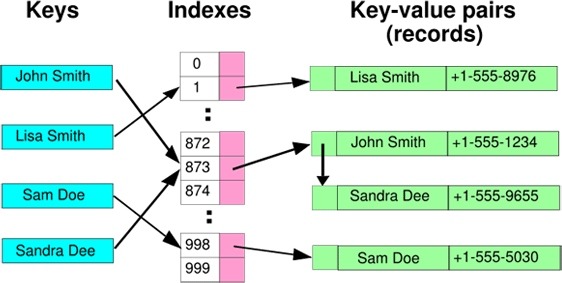 Keys
Indexes
Key-value pairs
(records)
John Smith
Lisa Smith
Sam Doe
Sandra Dee
0
1
:
872
873
874
:
998
999
Lisa Smith +1-555-8976
John Smith +1-555-1234
Sandra Dee +1-555-9655
Sam Doe +1-555-5030